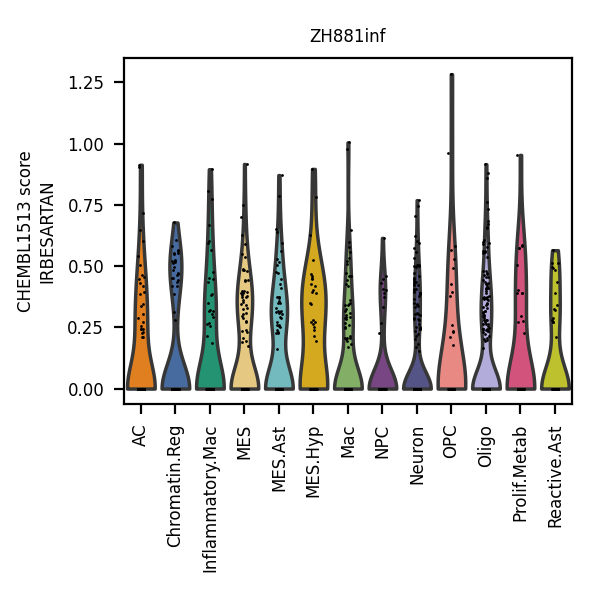 ZH881inf
CHEMBL1513 score
IRBESARTAN
1.25
1.00
0.75
0.50
0.25
0.00
AC
Chromatin.Reg
Inflammatory.Mac
MES
MES.Ast
MES.Hyp
Mac
NPC
Neuron
OPC
Oligo
Prolif.Metab
Reactive.Ast